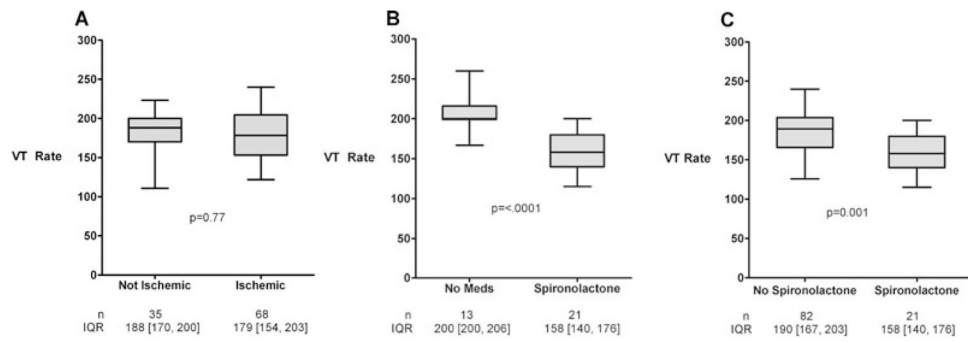 A
VT Rate
300
250
200
150
100
50
0
p=0.77
Not Ischemic Ischemic
n 35 68
IQR 188 [170, 200] 179 [154, 203]
B
VT Rate
300
250
200
150
100
50
0
p=<.0001
No Meds Spironolactone
n 13 21
IQR 200 [200, 206] 158 [140, 176]
C
VT Rate
300
250
200
150
100
50
0
p=0.001
No Spironolactone Spironolactone
n 82 21
IQR 190 [167, 203] 158 [140, 176]